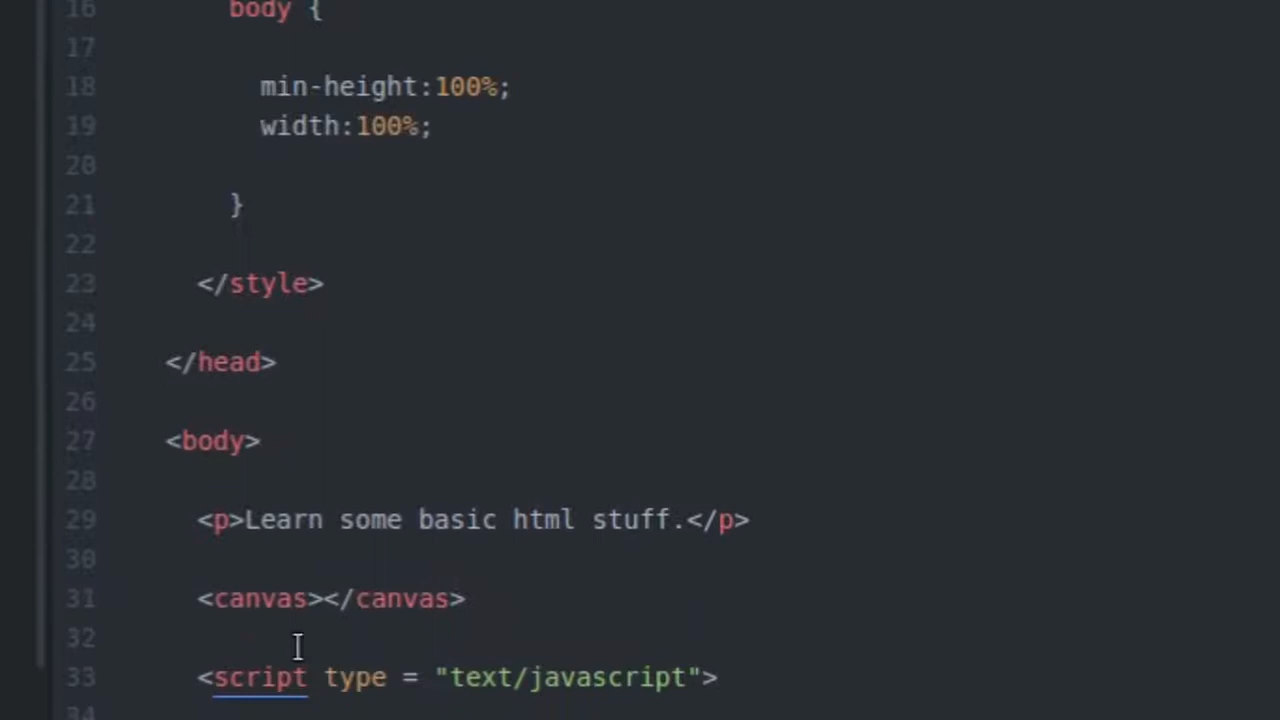 16 body {
17
18 min-height:100%;
19 width:100%;
20
21 }
22
23 </style>
24
25 </head>
26
27 <body>
28
29 <p>Learn some basic html stuff.</p>
30
31 <canvas></canvas>
32
33 <script type = "text/javascript">
34